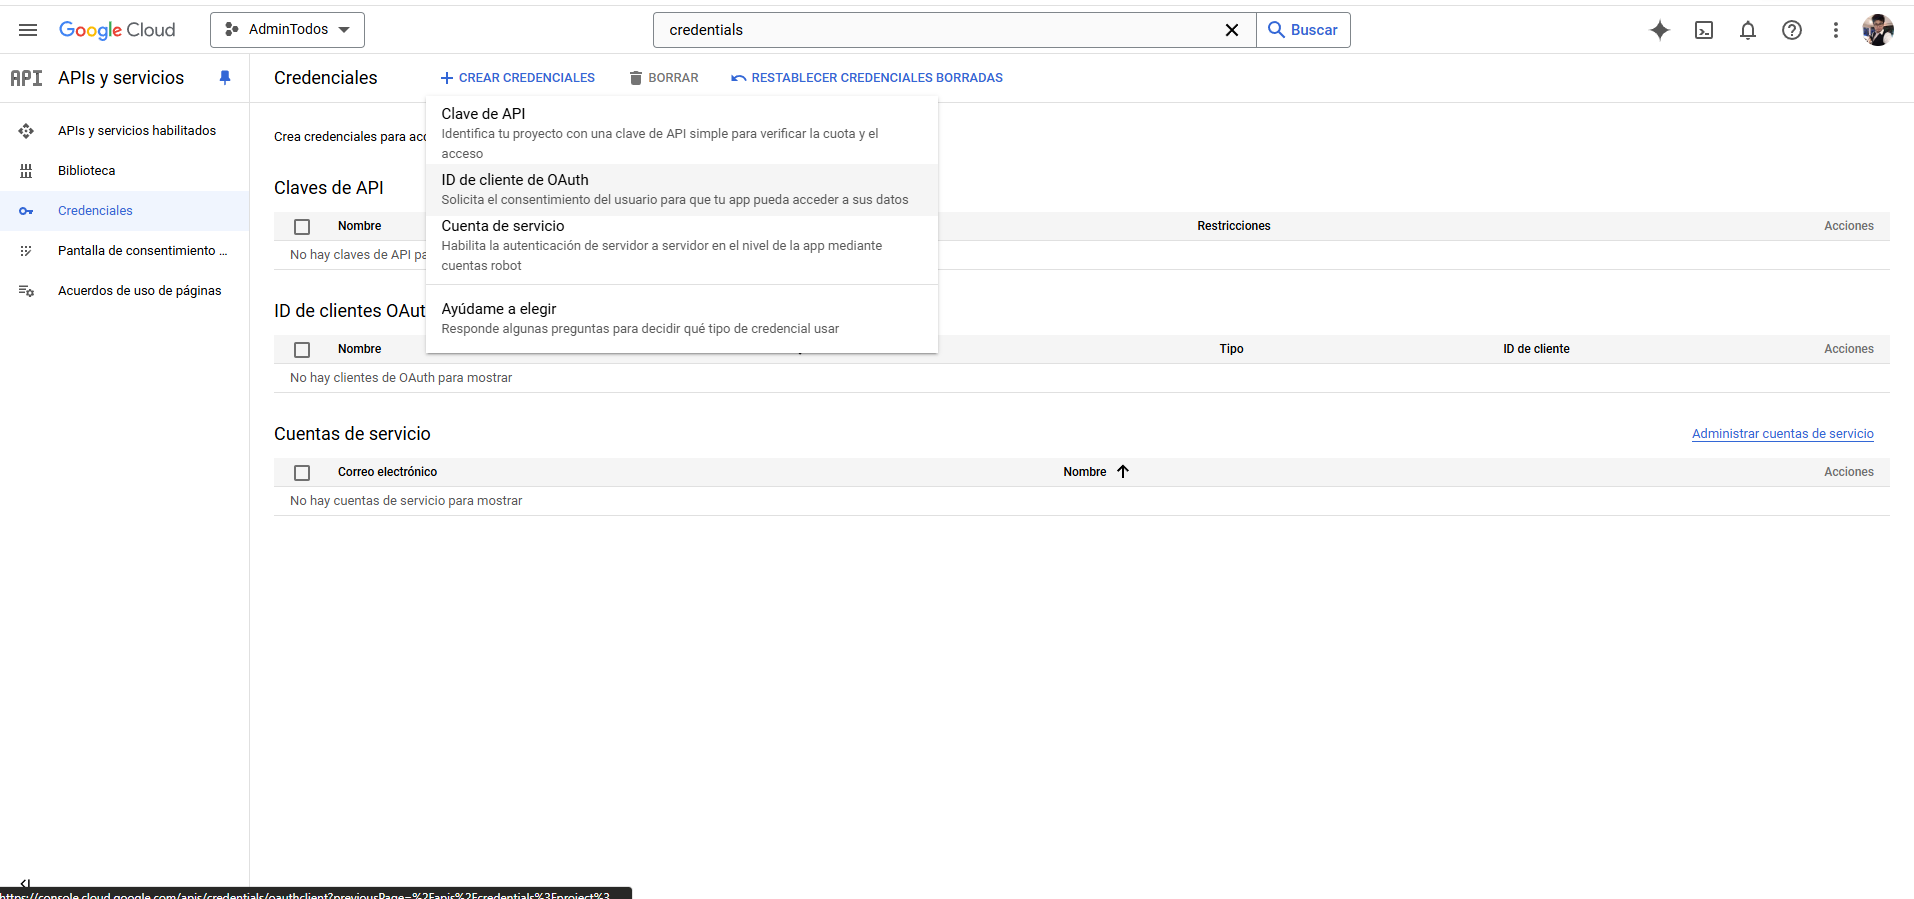 Google Cloud
AdminTodos
credentials
Buscar
API APIs y servicios
Credenciales
CREAR CREDENCIALES
BORRAR
RESTABLECER CREDENCIALES BORRADAS
APIs y servicios habilitados
Biblioteca
Credenciales
Pantalla de consentimiento ...
Acuerdos de uso de páginas
Crea credenciales para acc
Clave de API
Identifica tu proyecto con una clave de API simple para verificar la cuota y el
acceso
ID de cliente de OAuth
Solicita el consentimiento del usuario para que tu app pueda acceder a sus datos
Cuenta de servicio
Habilita la autenticación de servidor a servidor en el nivel de la app mediante
cuentas robot
Ayúdame a elegir
Responde algunas preguntas para decidir qué tipo de credencial usar
Claves de API
Nombre Restricciones Acciones
No hay claves de API pa
ID de clientes OAut
Nombre Tipo ID de cliente Acciones
No hay clientes de OAuth para mostrar
Cuentas de servicio
Administrar cuentas de servicio
Correo electrónico Nombre Acciones
No hay cuentas de servicio para mostrar
https://console.cloud.google.com/apis/credentials/oauthclient?previousPage=%2Fapis%2Fcredentials%3Fproject%3...